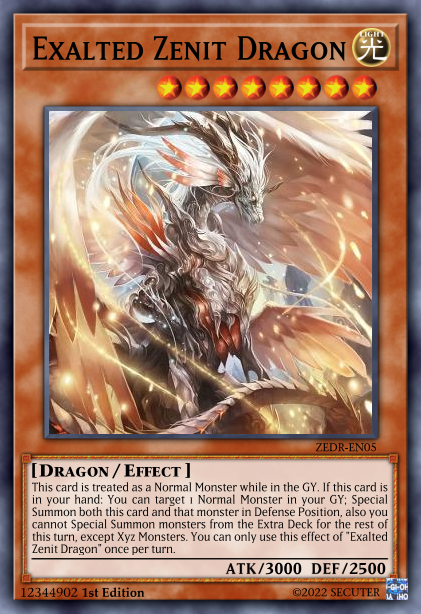 EXALTED ZENIT DRAGON
LIGHT
光
ZEDR-EN05
[DRAGON / EFFECT]
This card is treated as a Normal Monster while in the GY. If this card is
in your hand: You can target 1 Normal Monster in your GY; Special
Summon both this card and that monster in Defense Position, also you
cannot Special Summon monsters from the Extra Deck for the rest of
this turn, except Xyz Monsters. You can only use this effect of "Exalted
Zenit Dragon" once per turn.
ATK/3000 DEF/2500
12344902 1st Edition ©2022 SECUTER